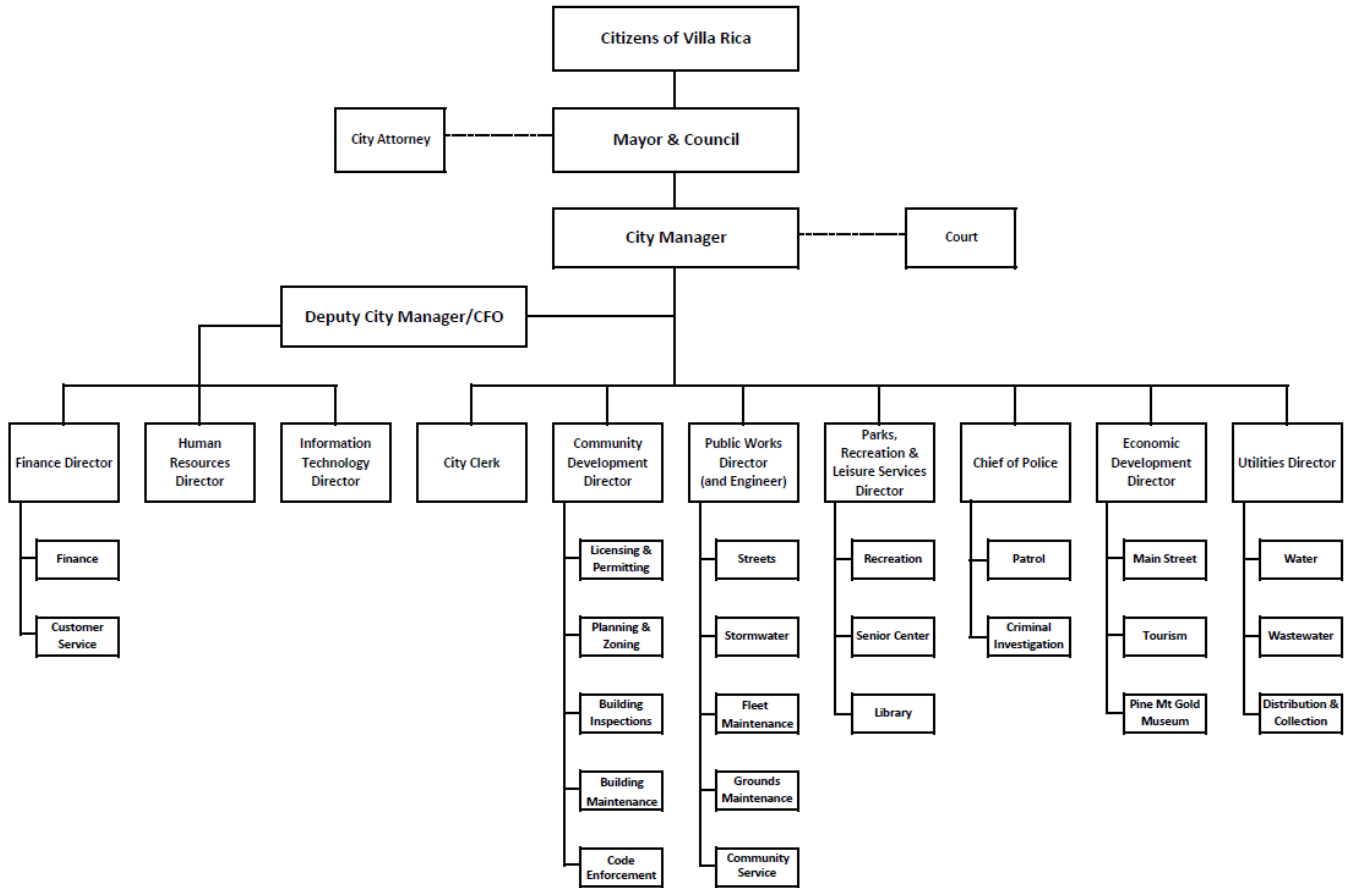 Citizens of Villa Rica
City Attorney
Mayor & Council
City Manager
Court
Deputy City Manager/CFO
Finance Director
Human
Resources
Director
Information
Technology
Director
City Clerk
Community
Development
Director
Public Works
Director
(and Engineer)
Parks,
Recreation &
Leisure Services
Director
Chief of Police
Economic
Development
Director
Utilities Director
Finance
Customer
Service
Licensing &
Permitting
Planning &
Zoning
Building
Inspections
Building
Maintenance
Code
Enforcement
Streets
Stormwater
Fleet
Maintenance
Grounds
Maintenance
Community
Service
Recreation
Senior Center
Library
Patrol
Criminal
Investigation
Main Street
Tourism
Pine Mt Gold
Museum
Water
Wastewater
Distribution &
Collection